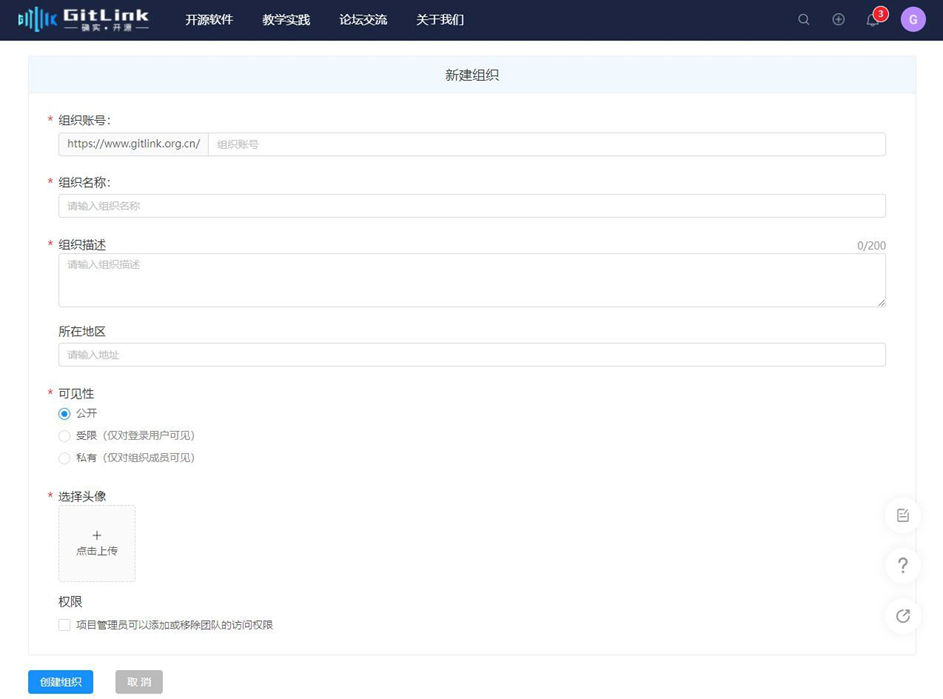 GitLink
确实·开源
开源软件 教学实践 论坛交流 关于我们
3
G
新建组织
* 组织账号:
https://www.gitlink.org.cn/ 组织账号
* 组织名称:
请输入组织名称
* 组织描述 0/200
请输入组织描述
所在地区
请输入地址
* 可见性
公开
受限（仅对登录用户可见）
私有（仅对组织成员可见）
* 选择头像
+
点击上传
?
权限
项目管理员可以添加或移除团队的访问权限
创建组织 取消